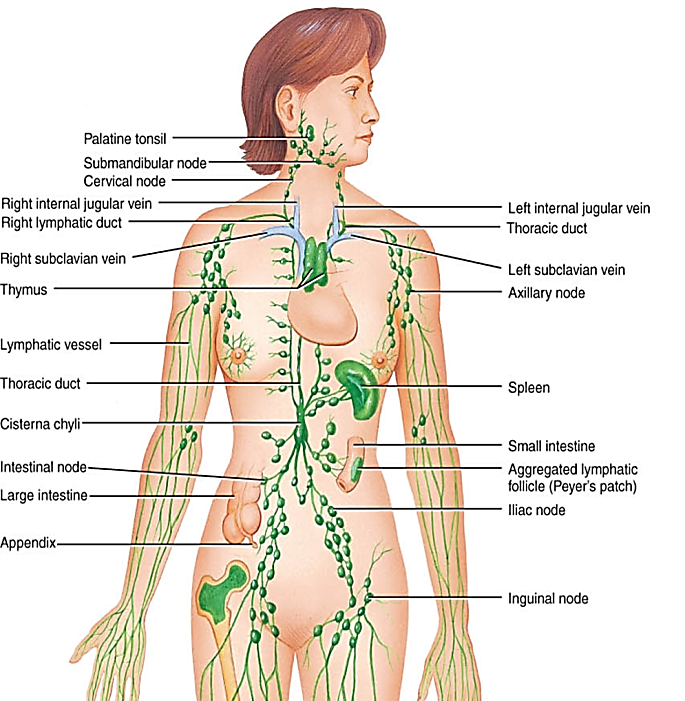 Palatine tonsil
Submandibular node
Cervical node
Right internal jugular vein
Right lymphatic duct
Right subclavian vein
Thymus
Lymphatic vessel
Thoracic duct
Cisterna chyli
Intestinal node
Large intestine
Appendix
Left internal jugular vein
Thoracic duct
Left subclavian vein
Axillary node
Spleen
Small intestine
Aggregated lymphatic
follicle (Peyer's patch)
Iliac node
Inguinal node